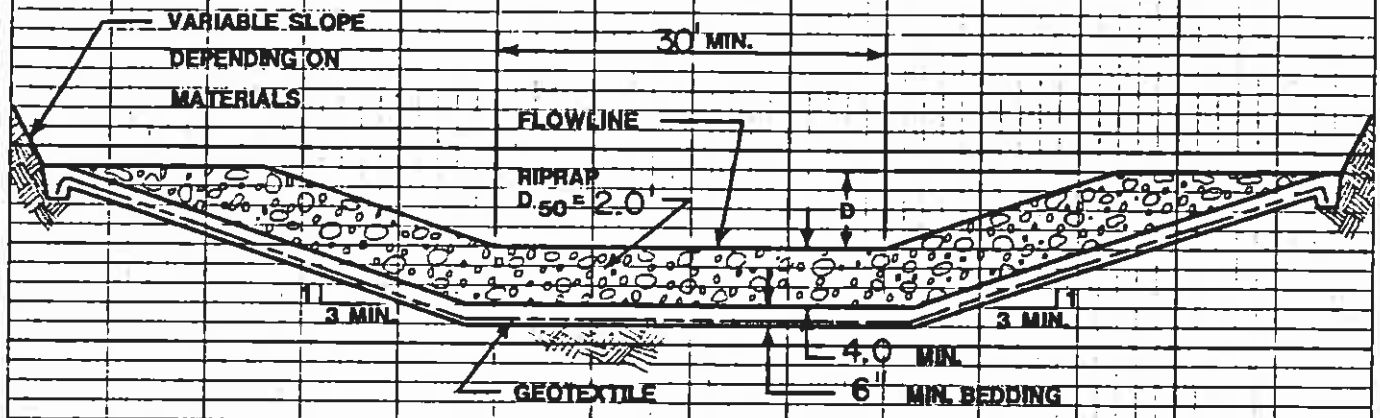 VARIABLE SLOPE
DEPENDING ON
MATERIALS
30' MIN.
FLOWLINE
RIPRAP
D50 = 2.0'
D
1
3 MIN.
1
3 MIN.
4.0 MIN.
GEOTEXTILE
6" MIN. BEDDING